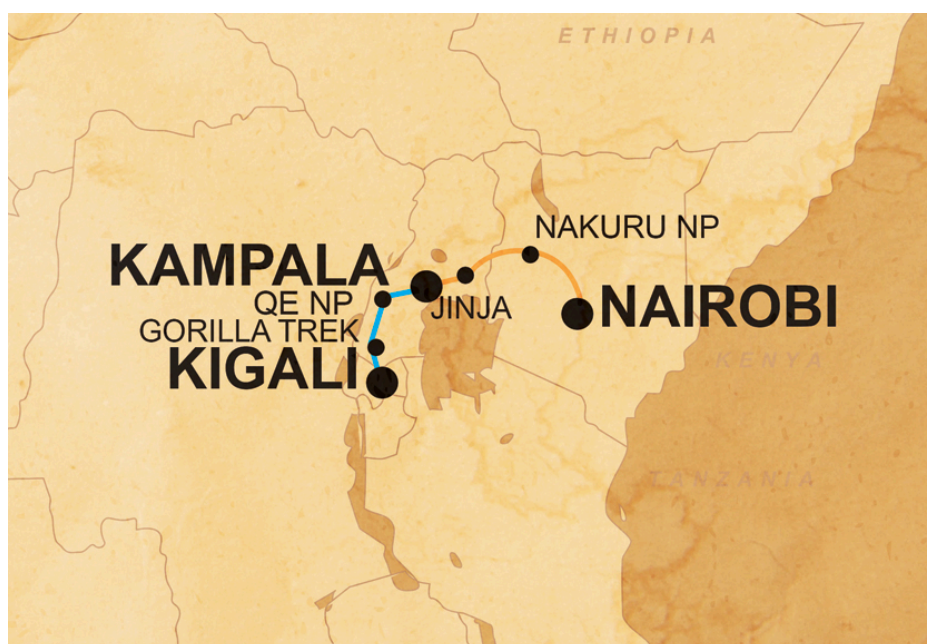 ETHIOPIA
NAKURU NP
KAMPALA
QE NP
JINJA
NAIROBI
GORILLA TREK
KIGALI
KENYA
TANZANIA